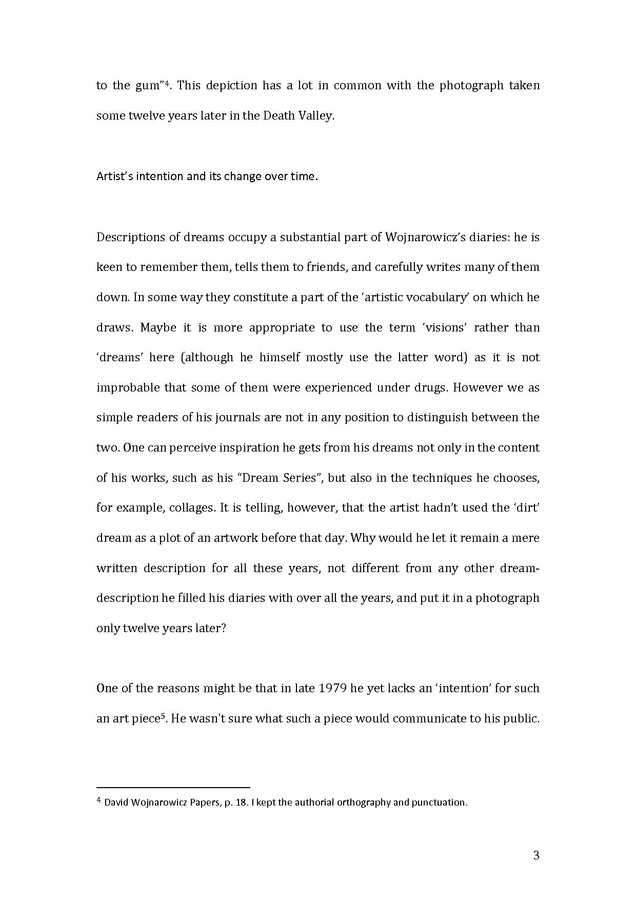 to the gum”⁴. This depiction has a lot in common with the photograph taken
some twelve years later in the Death Valley.
Artist’s intention and its change over time.
Descriptions of dreams occupy a substantial part of Wojnarowicz’s diaries: he is
keen to remember them, tells them to friends, and carefully writes many of them
down. In some way they constitute a part of the ‘artistic vocabulary’ on which he
draws. Maybe it is more appropriate to use the term ‘visions’ rather than
‘dreams’ here (although he himself mostly use the latter word) as it is not
improbable that some of them were experienced under drugs. However we as
simple readers of his journals are not in any position to distinguish between the
two. One can perceive inspiration he gets from his dreams not only in the content
of his works, such as his “Dream Series”, but also in the techniques he chooses,
for example, collages. It is telling, however, that the artist hadn’t used the ‘dirt’
dream as a plot of an artwork before that day. Why would he let it remain a mere
written description for all these years, not different from any other dream-
description he filled his diaries with over all the years, and put it in a photograph
only twelve years later?
One of the reasons might be that in late 1979 he yet lacks an ‘intention’ for such
an art piece⁵. He wasn’t sure what such a piece would communicate to his public.
⁴ David Wojnarowicz Papers, p. 18. I kept the authorial orthography and punctuation.
3